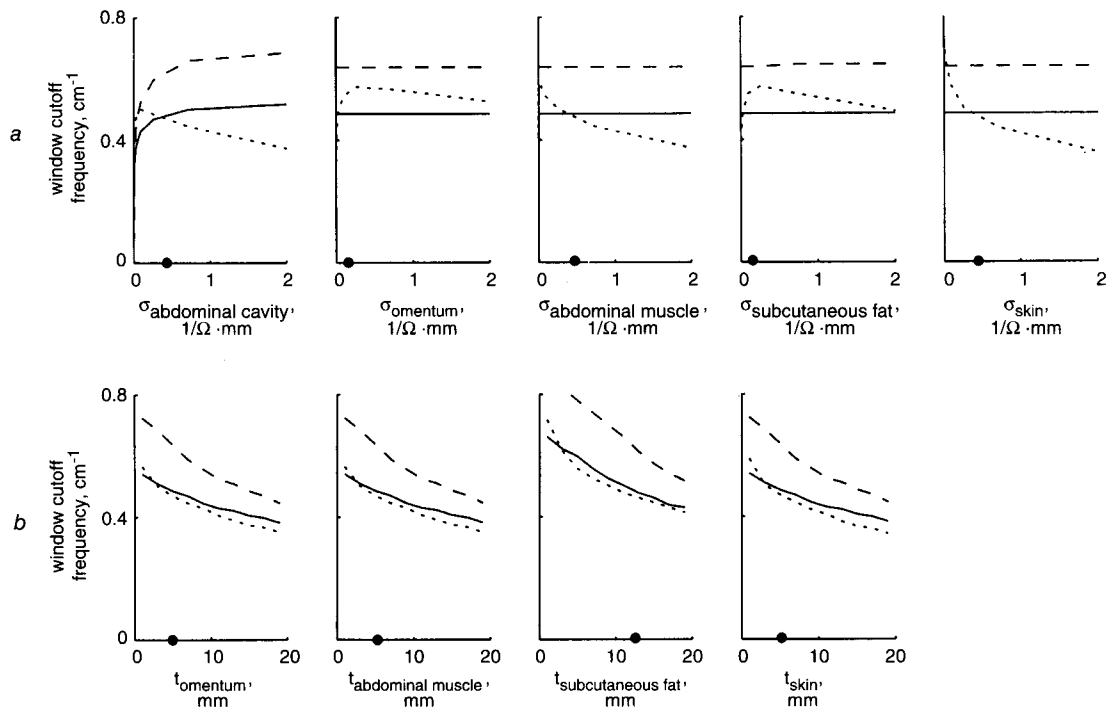 0.8
a
window cutoff
frequency, cm-1
0.4
0
0 1 2 0 1 2 0 1 2 0 1 2 0 1 2
σabdominal cavity, σomentum, σabdominal muscle, σsubcutaneous fat, σskin,
1/Ω ·mm 1/Ω ·mm 1/Ω ·mm 1/Ω ·mm 1/Ω ·mm
0.8
b
window cutoff
frequency, cm-1
0.4
0
0 10 20 0 10 20 0 10 20 0 10 20
tomentum, tabdominal muscle, tsubcutaneous fat, tskin,
mm mm mm mm